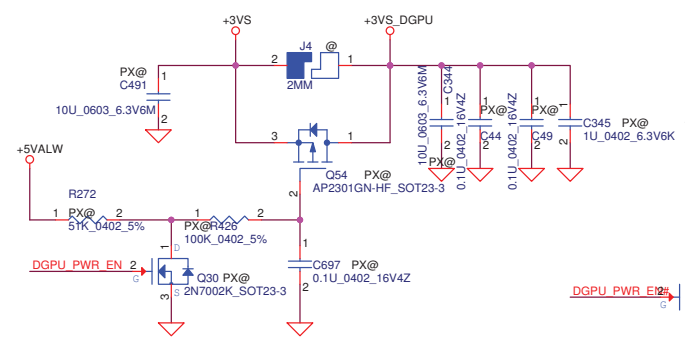 +3VS
+3VS_DGPU
J4
@
2
1
2MM
PX@
C491
1
10U_0603_6.3V6M
2
10U_0603_6.3V6M
C344
1
2
PX@
0.1U_0402_16V4Z
1
PX@
C44
2
0.1U_0402_16V4Z
1
PX@
C49
2
1
C345
PX@
1U_0402_6.3V6K
2
3
1
Q54
PX@
AP2301GN-HF_SOT23-3
2
+5VALW
R272
1
2
PX@
51K_0402_5%
1
2
PX@
R426
100K_0402_5%
1
D
DGPU_PWR_EN
2
G
Q30
PX@
2N7002K_SOT23-3
3
S
1
C697
PX@
0.1U_0402_16V4Z
2
DGPU_PWR_EN#
2
G